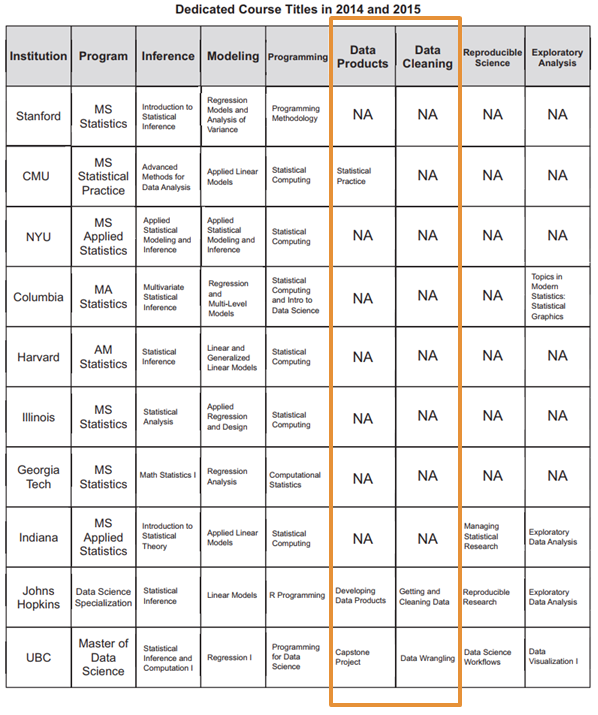 Dedicated Course Titles in 2014 and 2015
Institution
Program
Inference
Modeling
Programming
Data
Products
Data
Cleaning
Reproducible
Science
Exploratory
Analysis
Stanford
MS
Statistics
Introduction to
Statistical
Inference
Regression
Models and
Analysis of
Variance
Programming
Methodology
NA
NA
NA
NA
CMU
MS
Statistical
Practice
Advanced
Methods for
Data Analysis
Applied Linear
Models
Statistical
Computing
Statistical
Practice
NA
NA
NA
NYU
MS
Applied
Statistics
Applied
Statistical
Modeling and
Inference
Applied
Statistical
Modeling and
Inference
Statistical
Computing
NA
NA
NA
NA
Columbia
MA
Statistics
Multivariate
Statistical
Inference
Regression
and
Multi-Level
Models
Statistical
Computing
and Intro to
Data Science
NA
NA
NA
Topics in
Modern
Statistics:
Statistical
Graphics
Harvard
AM
Statistics
Statistical
Inference
Linear and
Generalized
Linear Models
Statistical
Computing
NA
NA
NA
NA
Illinois
MS
Statistics
Statistical
Analysis
Applied
Regression
and Design
Statistical
Computing
NA
NA
NA
NA
Georgia
Tech
MS
Statistics
Math Statistics I
Regression
Analysis
Computational
Statistics
NA
NA
NA
NA
Indiana
MS
Applied
Statistics
Introduction to
Statistical
Theory
Applied Linear
Models
Statistical
Computing
NA
NA
Managing
Statistical
Research
Exploratory
Data Analysis
Johns
Hopkins
Data Science
Specialization
Statistical
Inference
Linear Models
R Programming
Developing
Data Products
Getting and
Cleaning Data
Reproducible
Research
Exploratory
Data Analysis
UBC
Master of
Data
Science
Statistical
Inference and
Computation I
Regression I
Programming
for Data
Science
Capstone
Project
Data Wrangling
Data Science
Workflows
Data
Visualization I